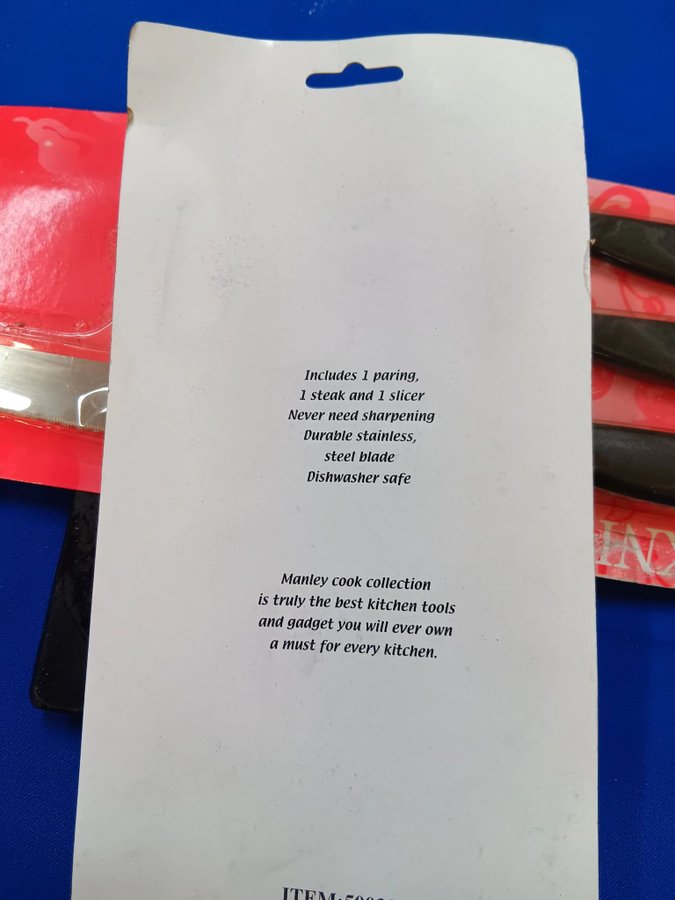 Includes 1 paring,
1 steak and 1 slicer
Never need sharpening
Durable stainless,
steel blade
Dishwasher safe
Manley cook collection
is truly the best kitchen tools
and gadget you will ever own
a must for every kitchen.